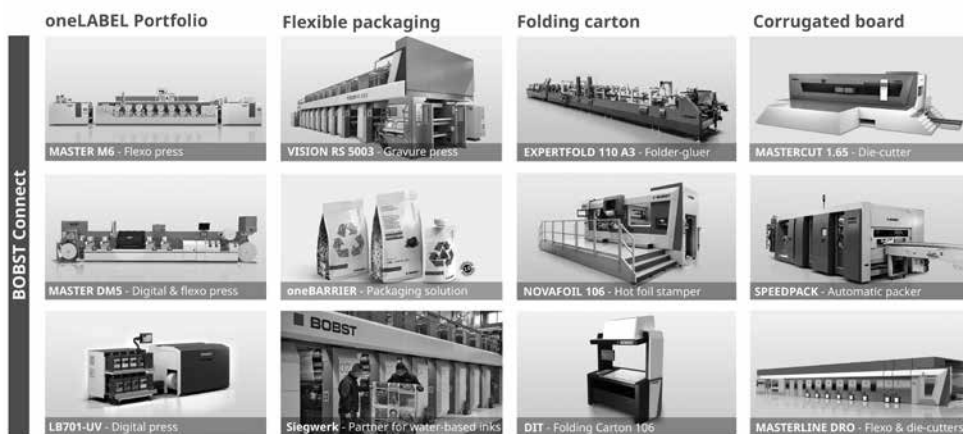 oneLABEL Portfolio
Flexible packaging
Folding carton
Corrugated board
BOBST Connect
MASTER M6 - Flexo press
VISION RS 5003 - Gravure press
EXPERTFOLD 110 A3 - Folder-gluer
MASTERCUT 1.65 - Die-cutter
MASTER DM5 - Digital & flexo press
oneBARRIER - Packaging solution
NOVAFOIL 106 - Hot foil stamper
SPEEDPACK - Automatic packer
BOBST
LB701-UV - Digital press
Siegwerk - Partner for water-based inks
DIT - Folding Carton 106
MASTERLINE DRO - Flexo & die-cutters